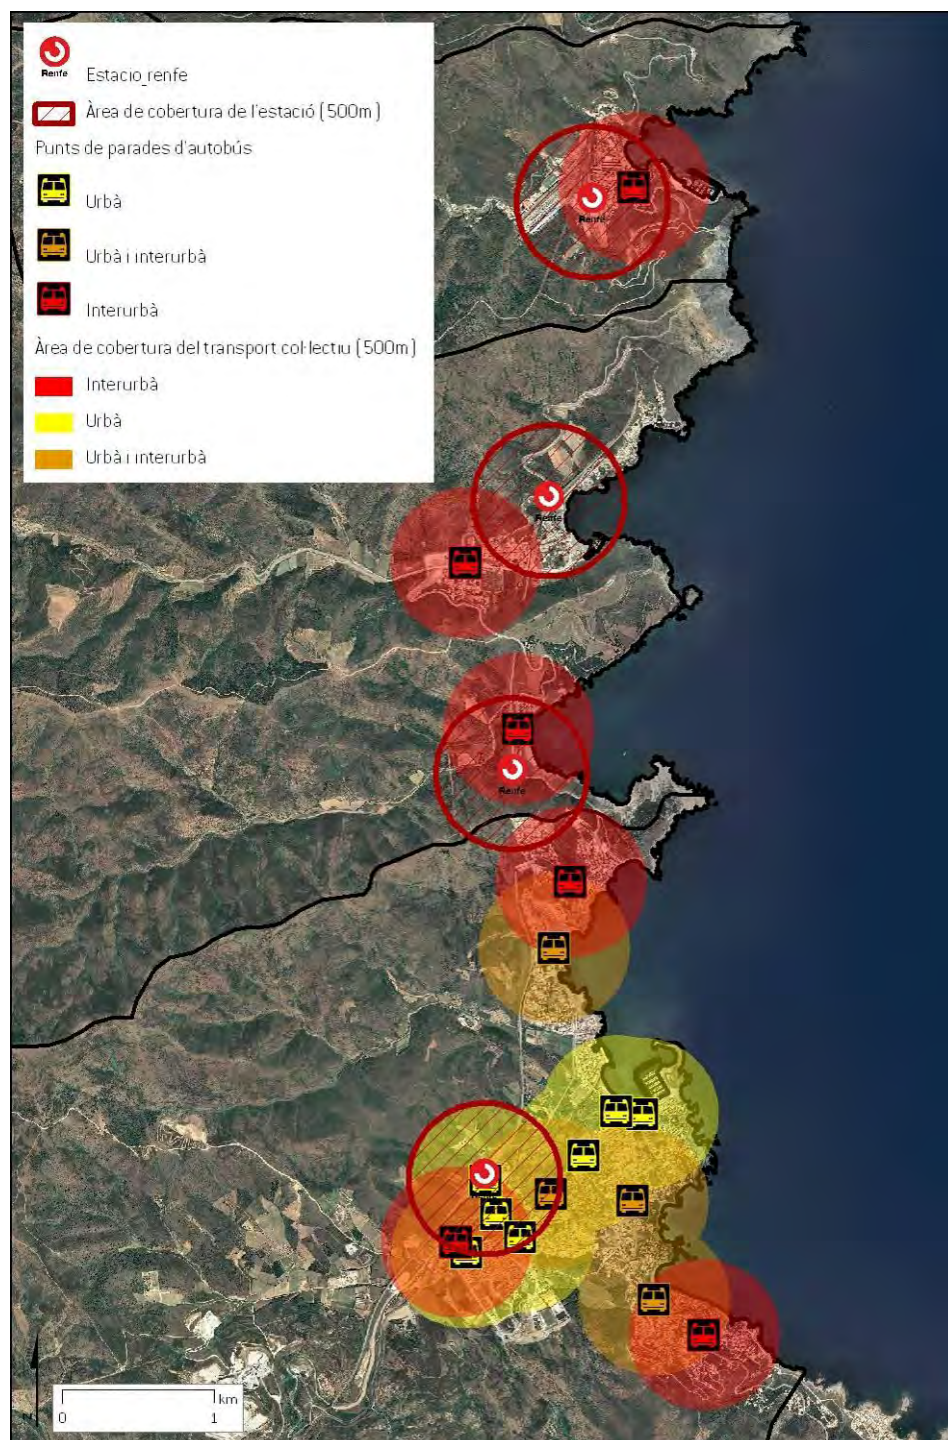 Renfe
Estacio_renfe
Àrea de cobertura de l'estació (500m)
Punts de parades d'autobús
Urbà
Urbà i interurbà
Interurbà
Àrea de cobertura del transport col·lectiu (500m)
Interurbà
Urbà
Urbà i interurbà
Renfe
Renfe
Renfe
km
0 1